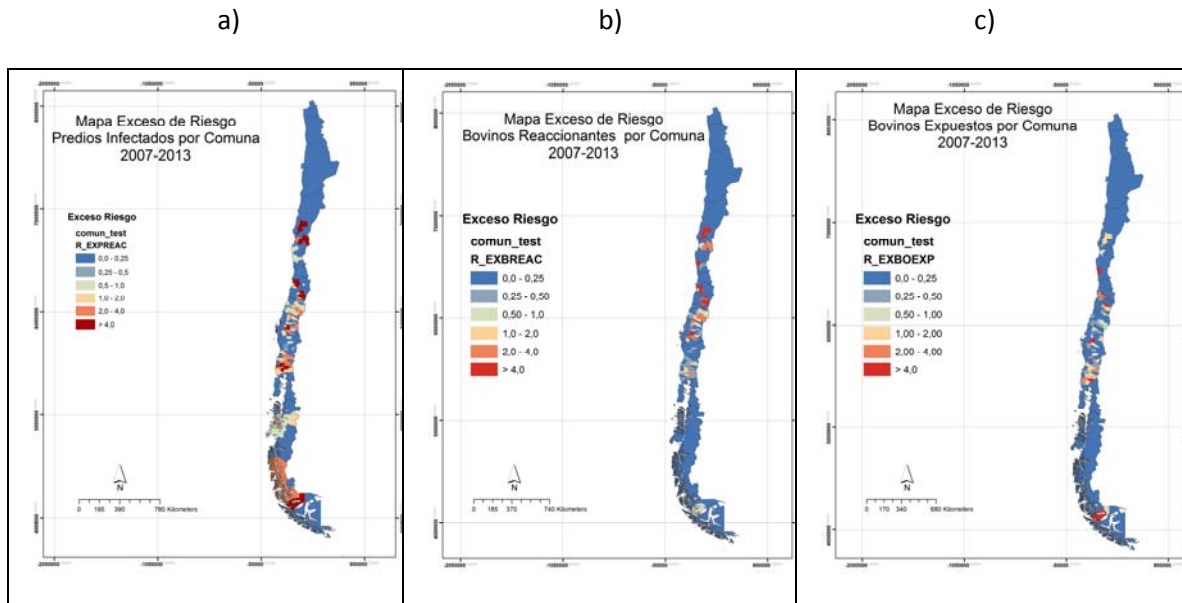 a)
b)
c)
Mapa Exceso de Riesgo
Predios Infectados por Comuna
2007-2013
Exceso Riesgo
comun_test
R_EXPREAC
0,0 - 0,25
0,25 - 0,5
0,5 - 1,0
1,0 - 2,0
2,0 - 4,0
> 4,0
N
0 195 390 780 Kilometers
Mapa Exceso de Riesgo
Bovinos Reaccionantes por Comuna
2007-2013
Exceso Riesgo
comun_test
R_EXBREAC
0,0 - 0,25
0,25 - 0,50
0,50 - 1,0
1,0 - 2,0
2,0 - 4,0
> 4,0
N
0 185 370 740 Kilometers
Mapa Exceso de Riesgo
Bovinos Expuestos por Comuna
2007-2013
Exceso Riesgo
comun_test
R_EXBOEXP
0,0 - 0,25
0,25 - 0,50
0,50 - 1,00
1,00 - 2,00
2,00 - 4,00
> 4,0
N
0 170 340 680 Kilometers